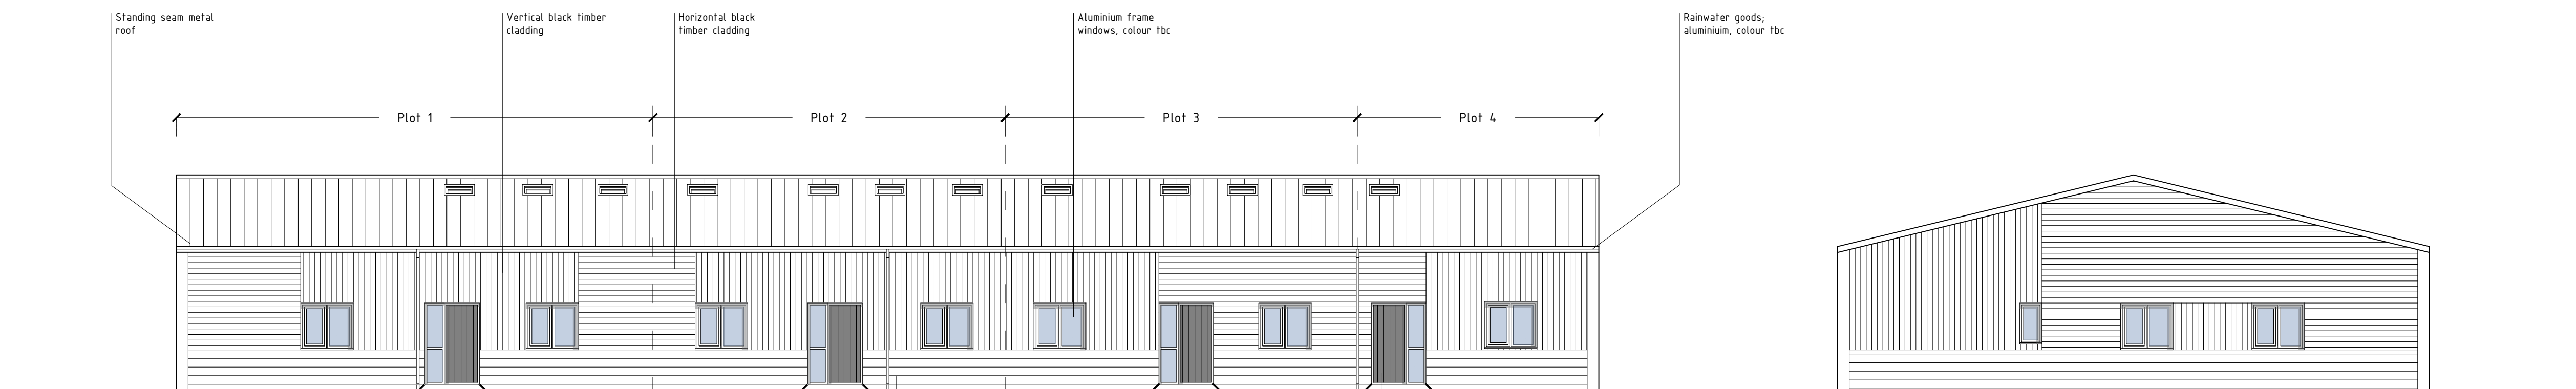 Standing seam metal
roof
Vertical black timber
cladding
Horizontal black
timber cladding
Aluminium frame
windows, colour tbc
Rainwater goods;
aluminiuim, colour tbc
Plot 1
Plot 2
Plot 3
Plot 4